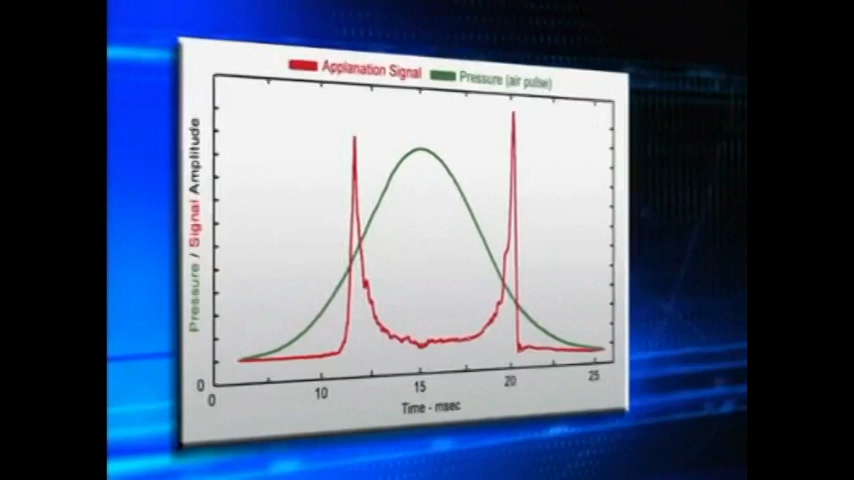 Applanation Signal Pressure (air pulse)
Pressure / Signal Amplitude
0
0 10 15 20 25
Time - msec